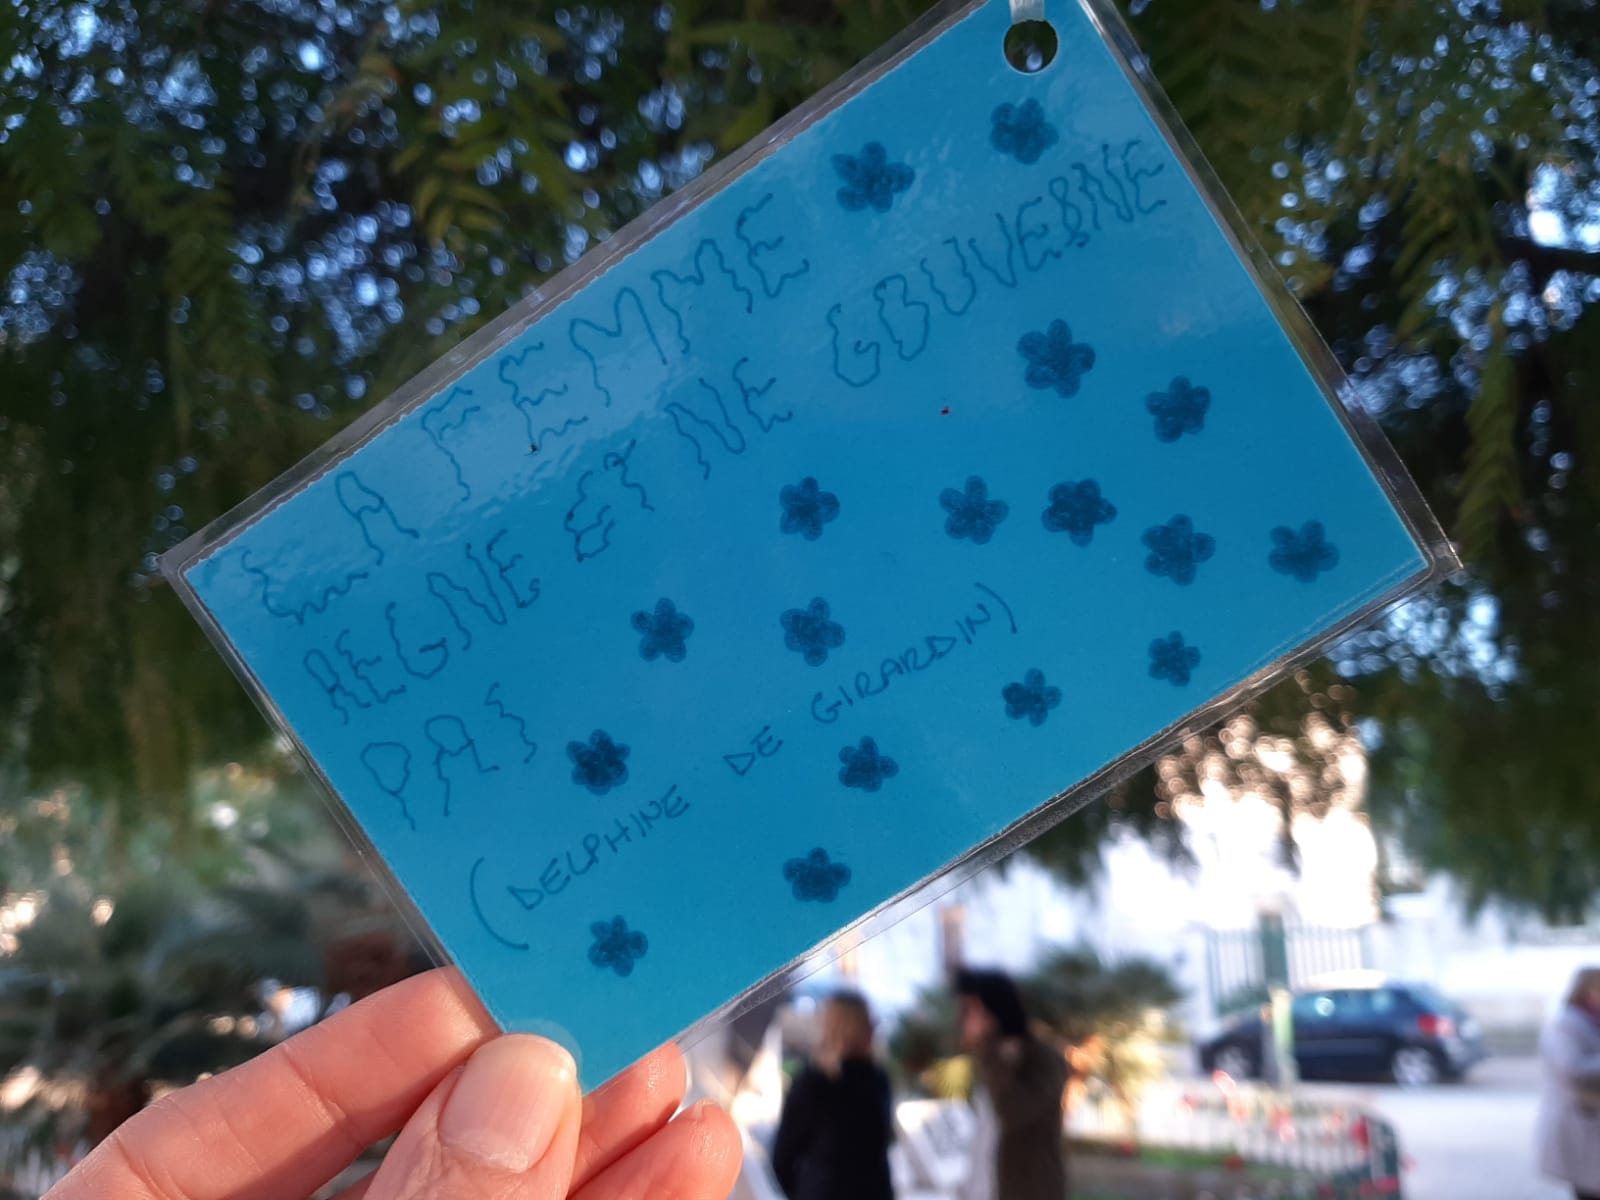 LA FEMME
REGNE ET NE GOUVERNE
PAS
(DELPHINE DE GIRARDIN)